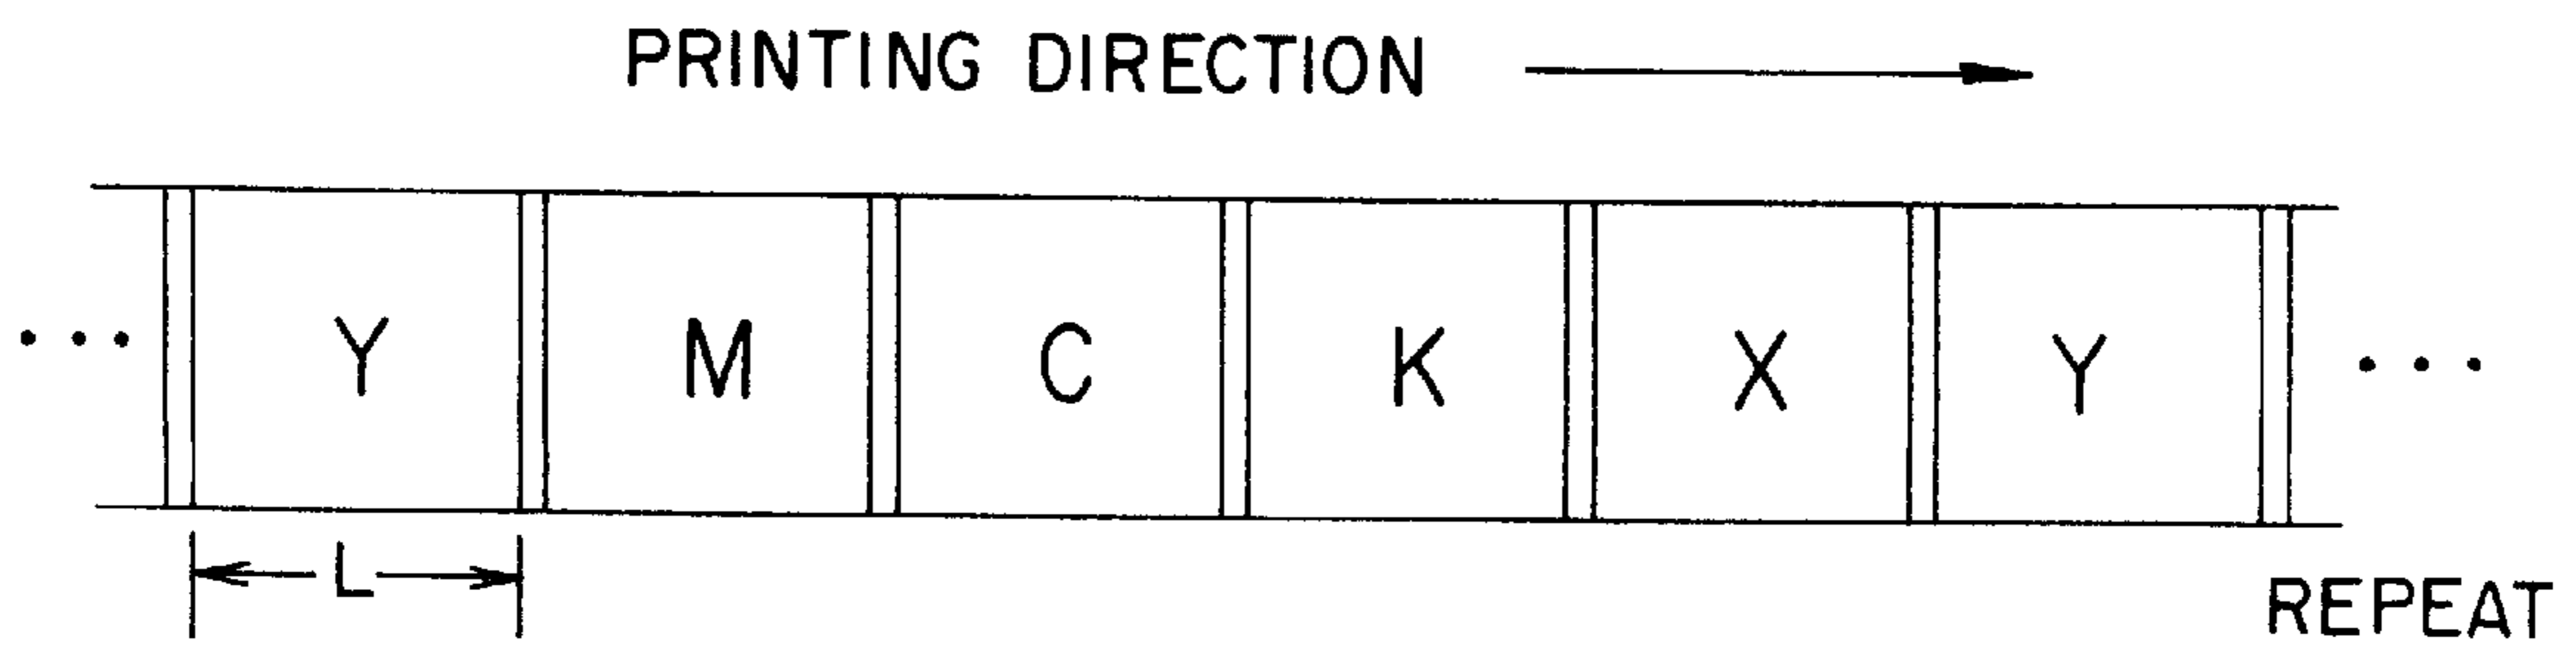 PRINTING DIRECTION
... Y M C K X Y ...
L
REPEAT